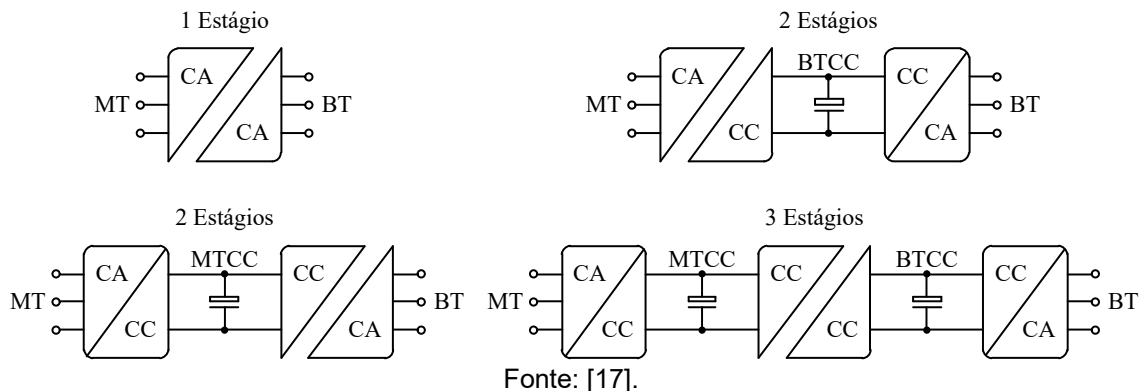 1 Estágio
CA
MT
BT
CA
2 Estágios
BTCC
CA
CC
MT
BT
CC
CA
2 Estágios
MTCC
CA
CC
MT
BT
CC
CA
3 Estágios
MTCC
BTCC
CA
CC
CC
MT
BT
CC
CC
CA
Fonte: [17].